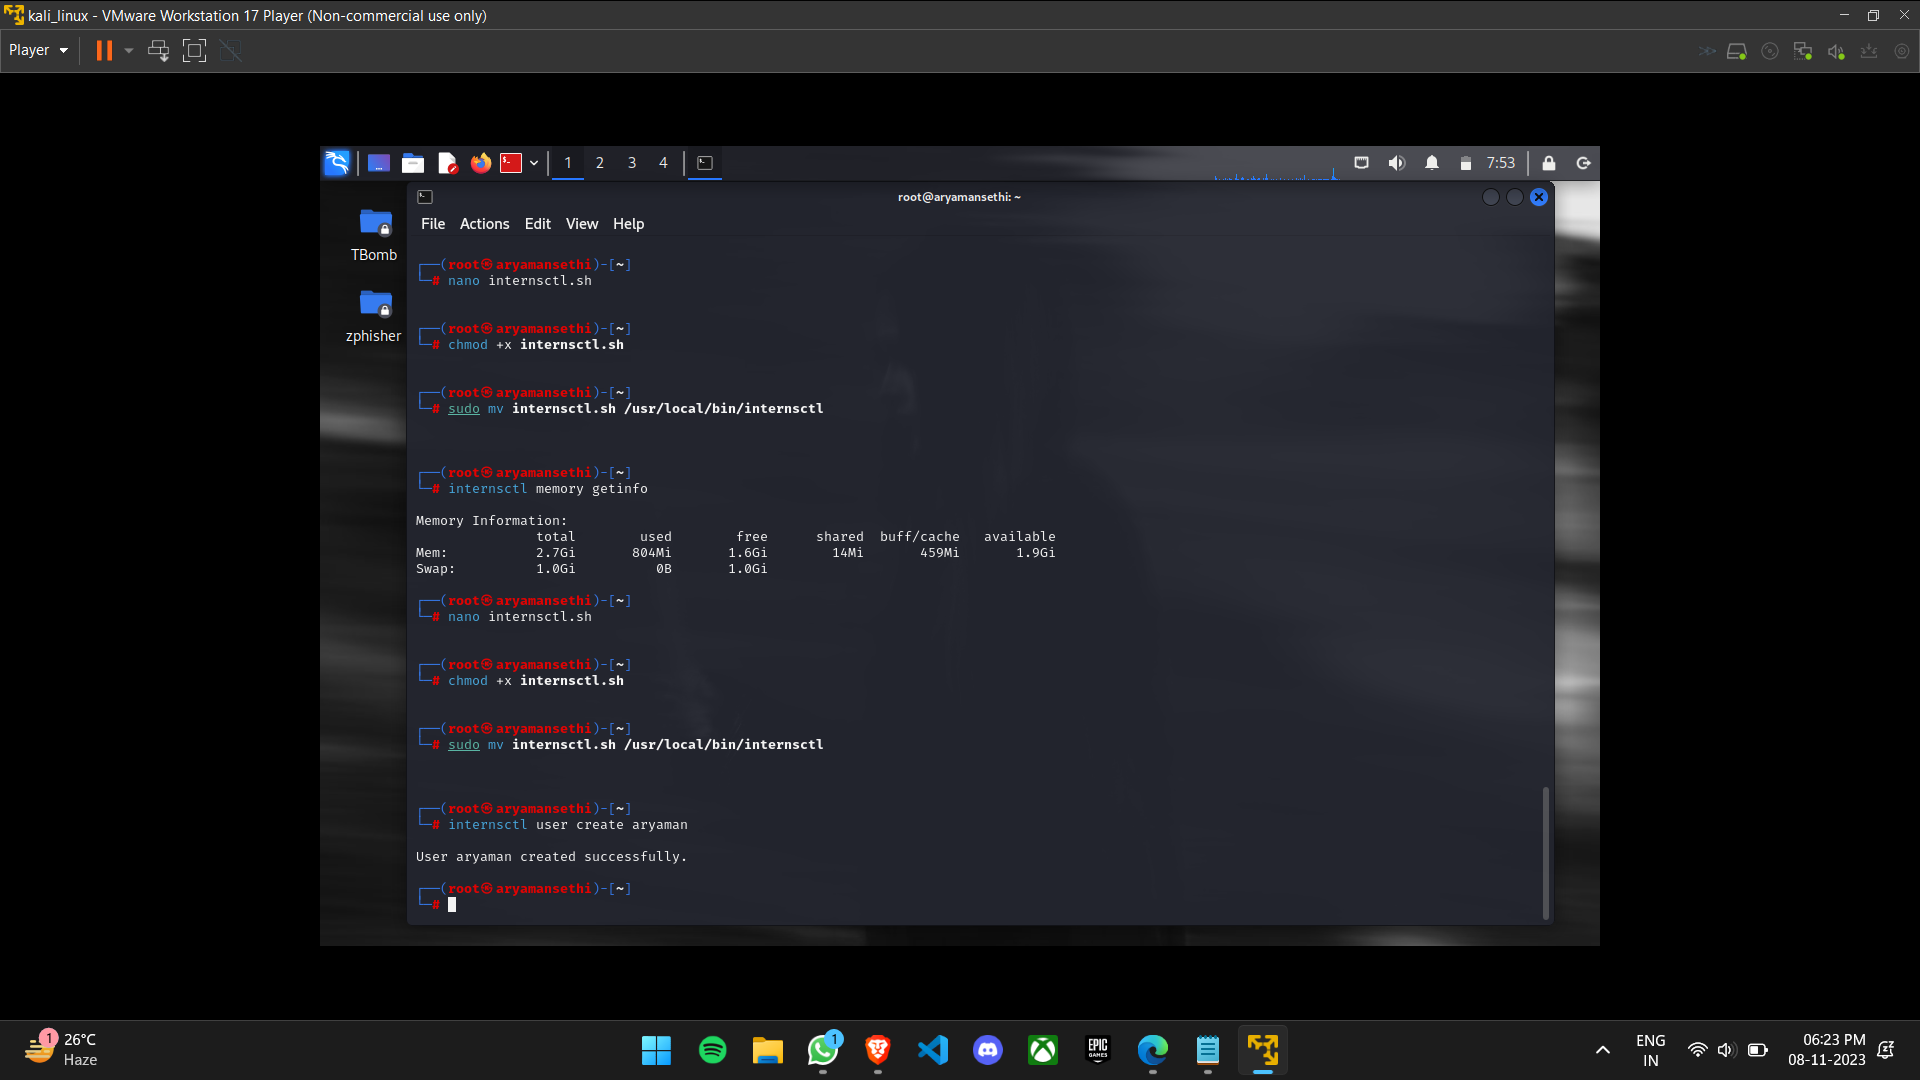 kali_linux - VMware Workstation 17 Player (Non-commercial use only)
Player
1 2 3 4
7:53
TBomb
zphisher
root@aryamansethi: ~
File Actions Edit View Help
┌──(root㉿aryamansethi)-[~]
└─# nano internsctl.sh
┌──(root㉿aryamansethi)-[~]
└─# chmod +x internsctl.sh
┌──(root㉿aryamansethi)-[~]
└─# sudo mv internsctl.sh /usr/local/bin/internsctl
┌──(root㉿aryamansethi)-[~]
└─# internsctl memory getinfo
Memory Information:
total used free shared buff/cache available
Mem: 2.7Gi 804Mi 1.6Gi 14Mi 459Mi 1.9Gi
Swap: 1.0Gi 0B 1.0Gi
┌──(root㉿aryamansethi)-[~]
└─# nano internsctl.sh
┌──(root㉿aryamansethi)-[~]
└─# chmod +x internsctl.sh
┌──(root㉿aryamansethi)-[~]
└─# sudo mv internsctl.sh /usr/local/bin/internsctl
┌──(root㉿aryamansethi)-[~]
└─# internsctl user create aryaman
User aryaman created successfully.
┌──(root㉿aryamansethi)-[~]
└─#
1
26°C
Haze
1
EPIC
GAMES
ENG
IN
06:23 PM
08-11-2023